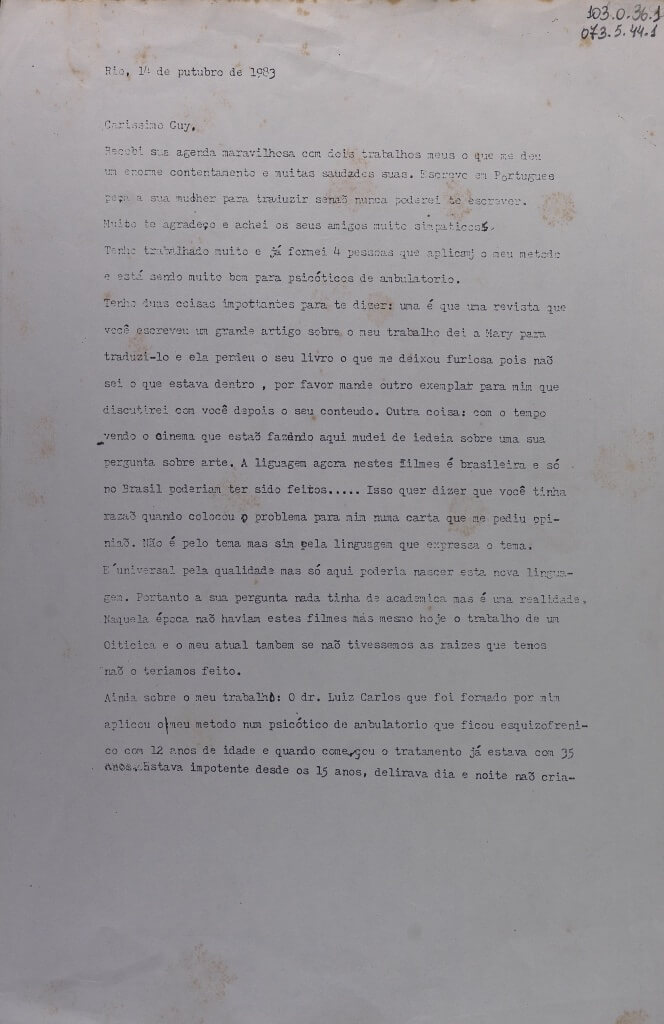 103.0.36.1
073.5.44.1
Rio, 14 de putubro de 1983
Carissimo Guy,
Recebi sua agenda maravilhosa com dois trabalhos meus o que me deu
um enorme contentamento e muitas saudades suas. Escreve em Portugues
peça a sua mudher para traduzir senaõ nunca poderei te escrever.
Muito te agradeço e achei os seus amigos muito simpaticos.
Tenho trabalhado muito e já formei 4 pessoas que aplicam o meu metodo
e está sendo muito bom para psicóticos de ambulatorio.
Tenho duas coisas impottantes para te dizer: uma é que uma revista que
você escreveu um grande artigo sobre o meu trabalho dei a Mary para
traduzi-lo e ela perdeu o seu livro o que me deixou furiosa pois naõ
sei o que estava dentro , por favor mande outro exemplar para mim que
discutirei com você depois o seu conteudo. Outra coisa: com o tempo
vendo o cinema que estaõ fazdndo aqui mudei de iedeia sobre uma sua
pergunta sobre arte. A liguagem agora nestes filmes é brasileira e só
no Brasil poderiam ter sido feitos..... Isso quer dizer que você tinha
razaõ quando colocou o problema para mim numa carta que me pediu opi-
niaõ. Não é pelo tema mas sim pela linguagem que expressa o tema.
E´universal pela qualidade mas só aqui poderia nascer esta nova lingua-
gem. Portanto a sua pergunta nada tinha de academica mas é uma realidade.
Naquela época naõ haviam estes filmes mas mesmo hoje o trabalho de um
Oiticica e o meu atual tambem se naõ tivessemos as raizes que temos
naõ o teriamos feito.
Ainda sobre o meu trabalho: O dr. Luiz Carlos que foi formado por mim
aplicou o meu metodo num psicótico de ambulatorio que ficou esquizofreni-
co com 12 anos de idade e quando começou o tratamento já estava com 35
anos. Estava impotente desde os 15 anos, delirava dia e noite naõ cria-